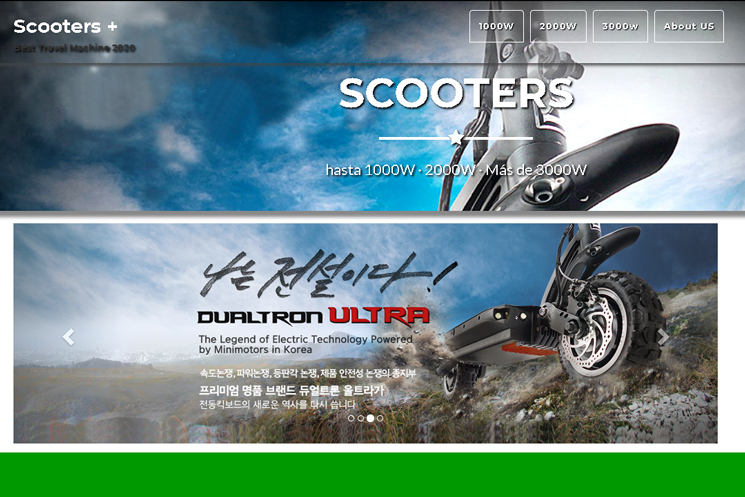 Scooters +
Best Travel Machine 2020
1000W
2000W
3000w
About US
SCOOTERS
hasta 1000W · 2000W · Más de 3000W
나는 전설이다.!
DUALTRON ULTRA
The Legend of Electric Technology Powered
by Minimotors in Korea
속도논쟁, 파워논쟁, 등판각 논쟁, 제품 안전성 논쟁의 종지부
프리미엄 명품 브랜드 듀얼트론 울트라가
전동킥보드의 새로운 역사를 다시 씁니다